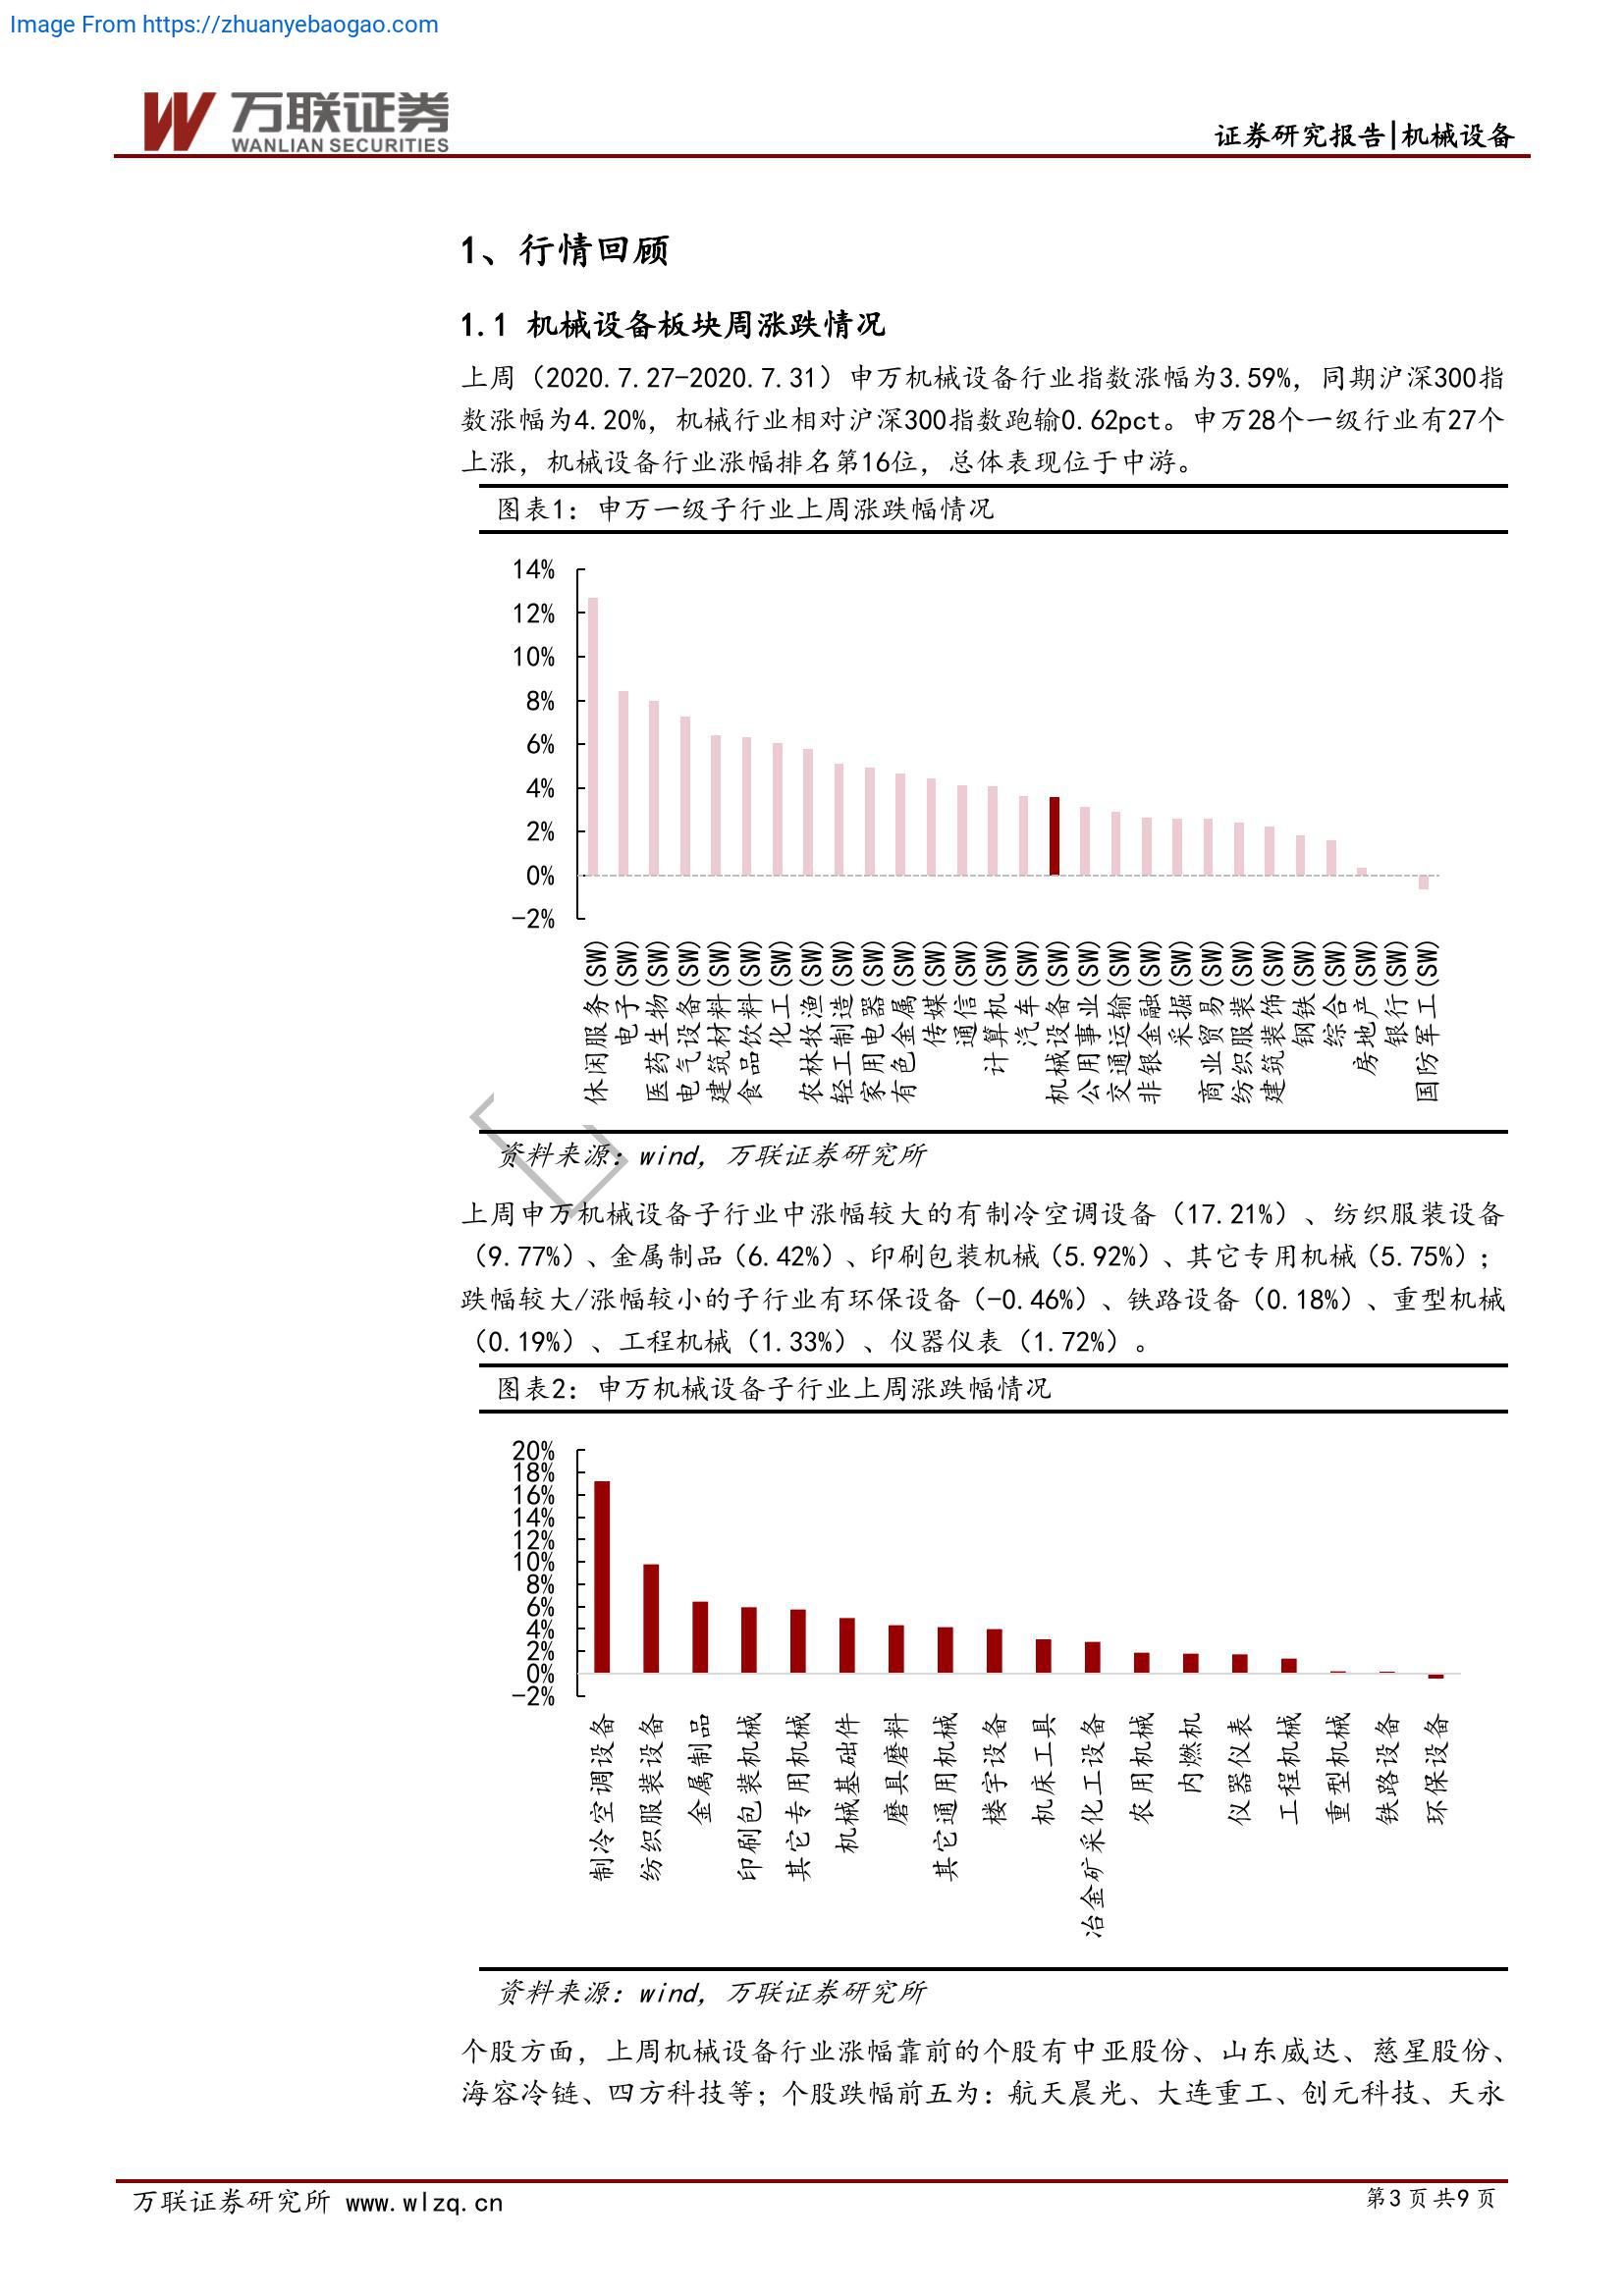 Image From https://zhuanyebaogao.com
万联证券
WANLIAN SECURITIES
证券研究报告|机械设备
1、行情回顾
1.1 机械设备板块周涨跌情况
上周（2020.7.27-2020.7.31）申万机械设备行业指数涨幅为3.59%，同期沪深300指
数涨幅为4.20%，机械行业相对沪深300指数跑输0.62pct。申万28个一级行业有27个
上涨，机械设备行业涨幅排名第16位，总体表现位于中游。
图表1：申万一级子行业上周涨跌幅情况
14%
12%
10%
8%
6%
4%
2%
0%
-2%
休闲服务(SW)
电子(SW)
医药生物(SW)
电气设备(SW)
建筑材料(SW)
食品饮料(SW)
化工(SW)
农林牧渔(SW)
轻工制造(SW)
家用电器(SW)
有色金属(SW)
传媒(SW)
通信(SW)
计算机(SW)
汽车(SW)
机械设备(SW)
公用事业(SW)
交通运输(SW)
非银金融(SW)
采掘(SW)
商业贸易(SW)
纺织服装(SW)
建筑装饰(SW)
钢铁(SW)
综合(SW)
房地产(SW)
银行(SW)
国防军工(SW)
资料来源：wind，万联证券研究所
上周申万机械设备子行业中涨幅较大的有制冷空调设备（17.21%）、纺织服装设备
（9.77%）、金属制品（6.42%）、印刷包装机械（5.92%）、其它专用机械（5.75%）；
跌幅较大/涨幅较小的子行业有环保设备（-0.46%）、铁路设备（0.18%）、重型机械
（0.19%）、工程机械（1.33%）、仪器仪表（1.72%）。
图表2：申万机械设备子行业上周涨跌幅情况
20%
18%
16%
14%
12%
10%
8%
6%
4%
2%
0%
-2%
制冷空调设备
纺织服装设备
金属制品
印刷包装机械
其它专用机械
机械基础件
磨具磨料
其它通用机械
楼宇设备
机床工具
冶金矿采化工设备
农用机械
内燃机
仪器仪表
工程机械
重型机械
铁路设备
环保设备
资料来源：wind，万联证券研究所
个股方面，上周机械设备行业涨幅靠前的个股有中亚股份、山东威达、慈星股份、
海容冷链、四方科技等；个股跌幅前五为：航天晨光、大连重工、创元科技、天永
万联证券研究所 www.wlzq.cn
第3页共9页